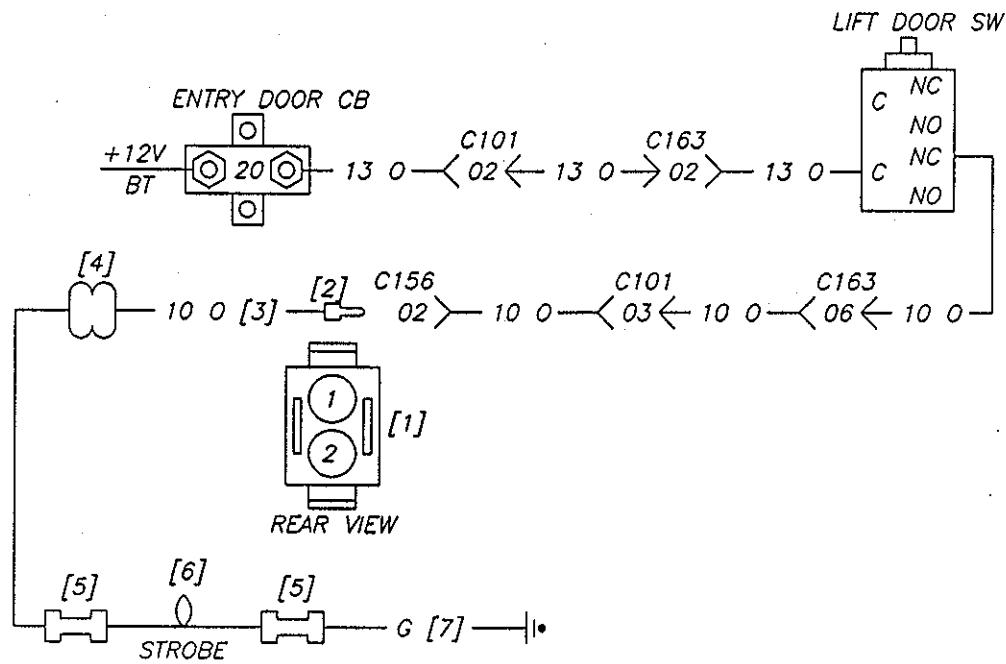 LIFT DOOR SW
ENTRY DOOR CB
+12V
BT
20
13 O
C101
02
13 O
C163
02
13 O
C NC
NO
C NC
NO
[4]
10 O [3]
[2]
C156
02
10 O
C101
03
10 O
C163
06
10 O
1
2
[1]
REAR VIEW
[5]
[6]
[5]
STROBE
G [7]